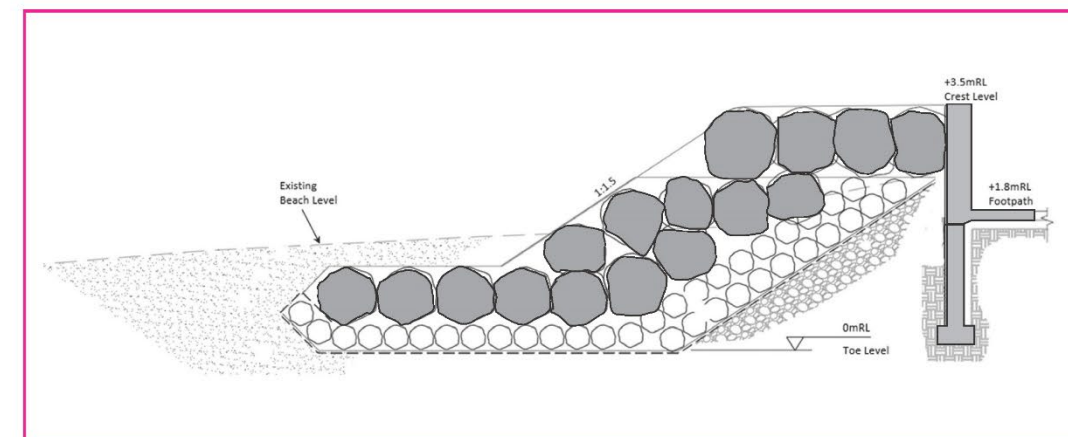 +3.5mRL
Crest Level
1:1.5
Existing
Beach Level
+1.8mRL
Footpath
0mRL
Toe Level